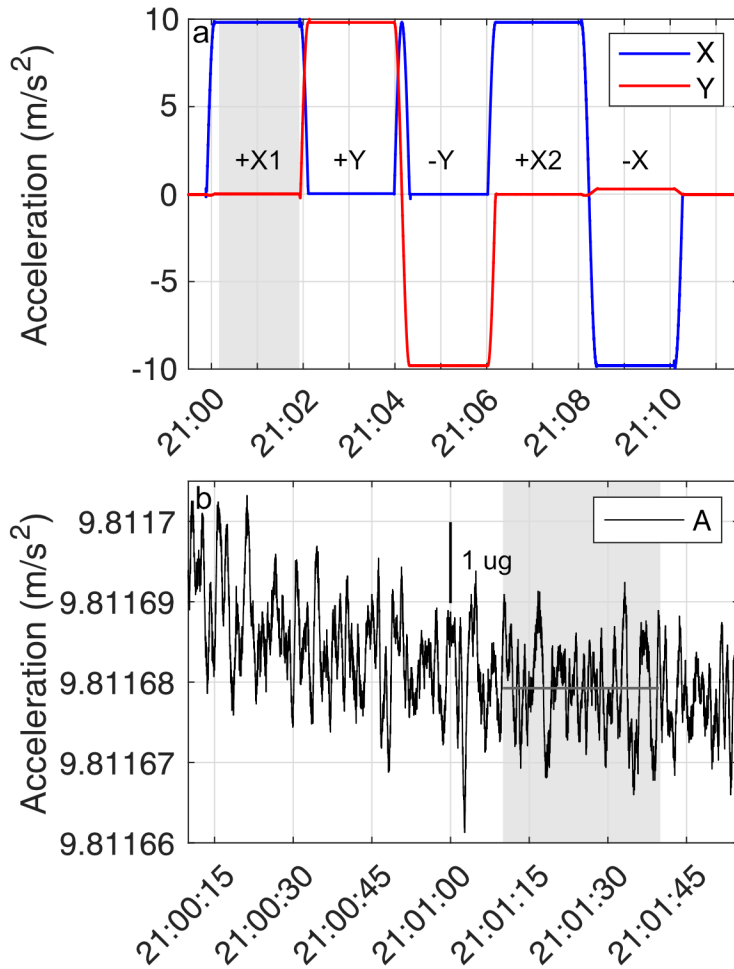 a
Acceleration (m/s²)
10
5
0
-5
-10
X
Y
+X1
+Y
-Y
+X2
-X
21:00
21:02
21:04
21:06
21:08
21:10
b
Acceleration (m/s²)
9.8117
9.81169
9.81168
9.81167
9.81166
A
1 ug
21:00:15
21:00:30
21:00:45
21:01:00
21:01:15
21:01:30
21:01:45